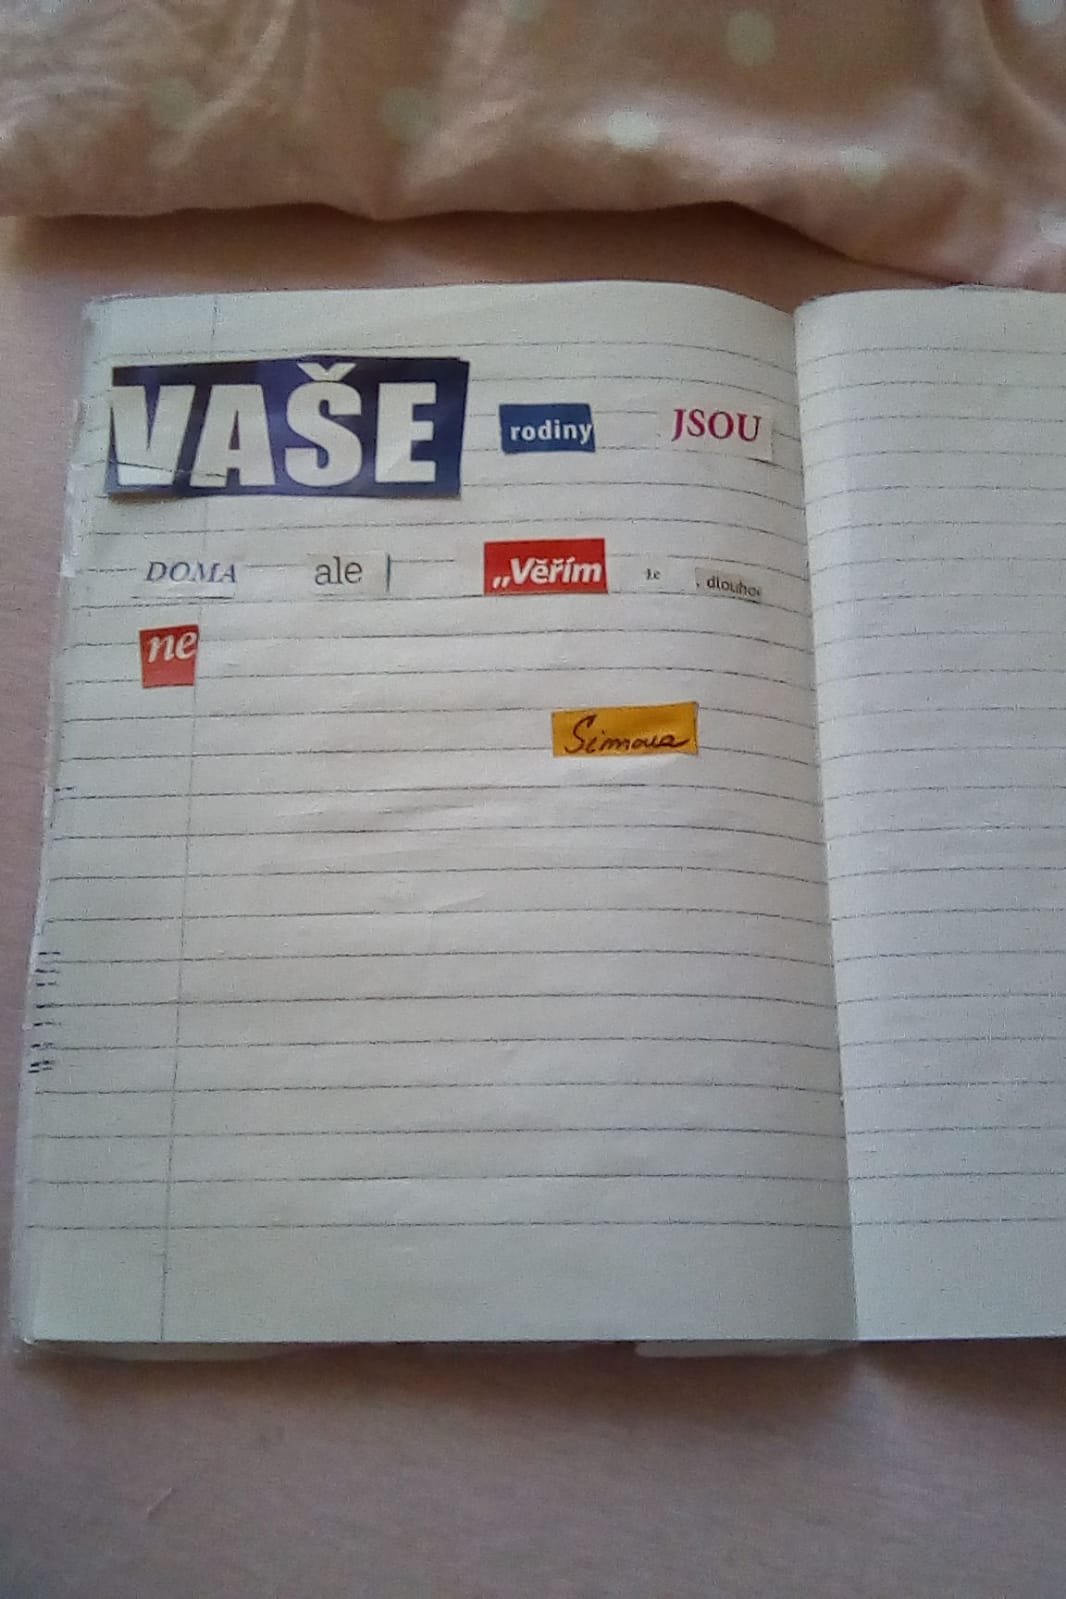 VAŠE rodiny JSOU
DOMA ale „Věřím že , dlouho
ne
Simona